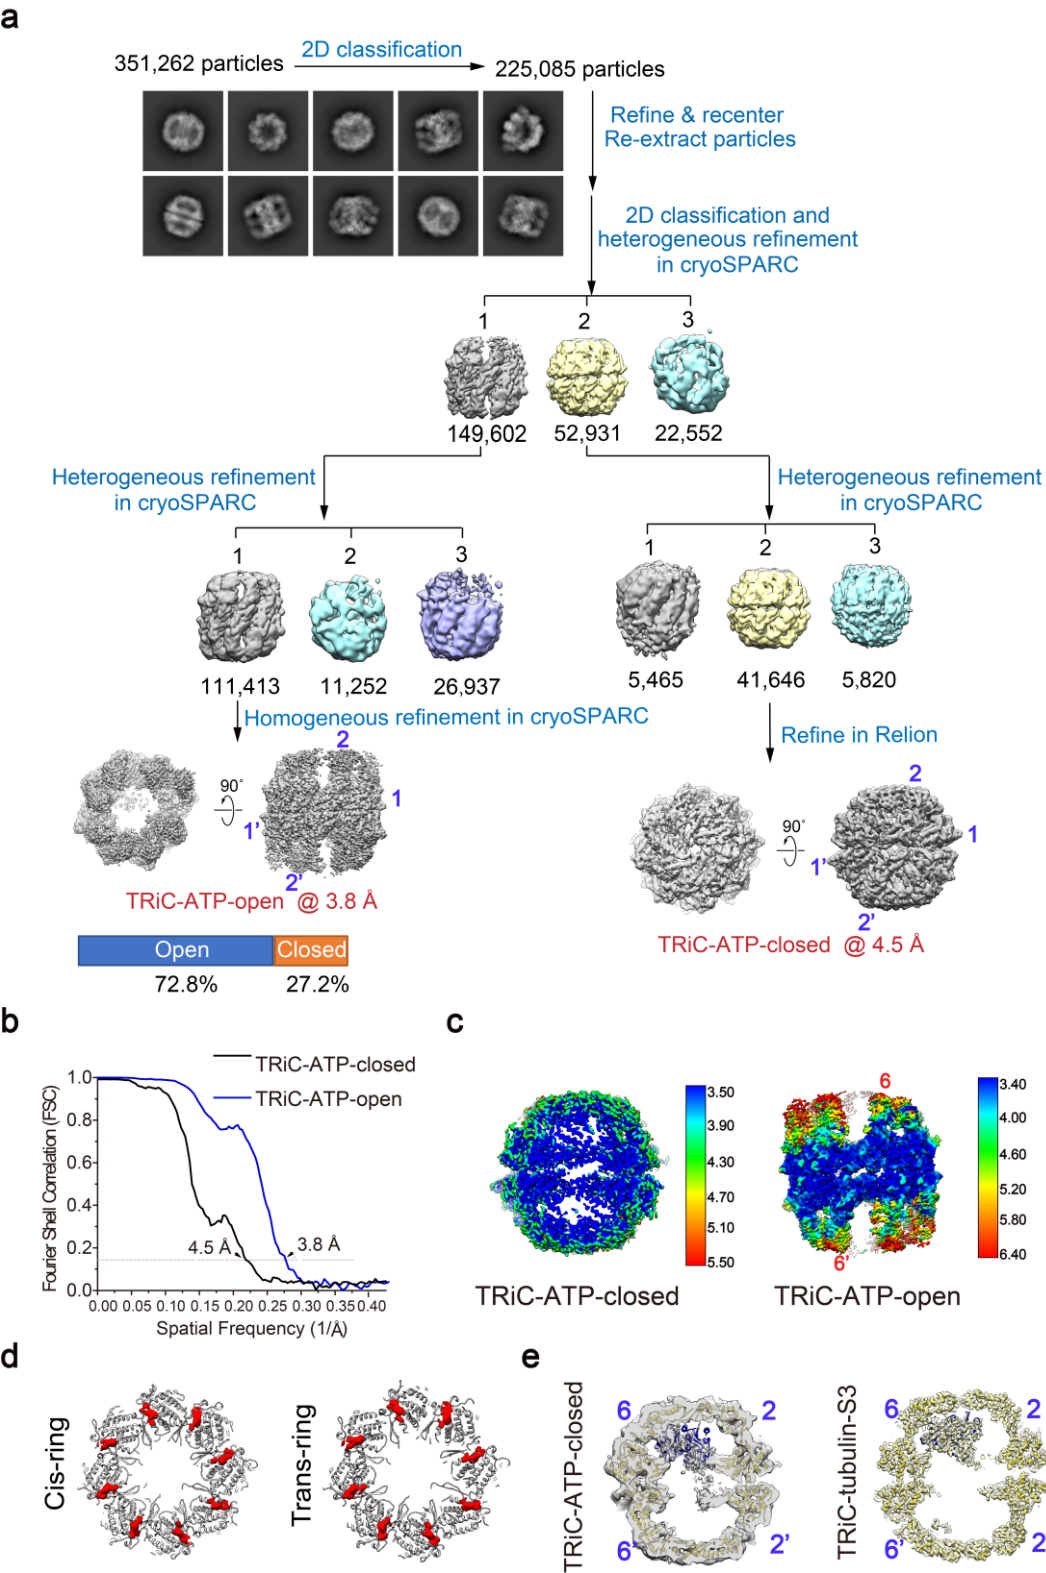 a
351,262 particles
2D classification
225,085 particles
Refine & recenter
Re-extract particles
2D classification and
heterogeneous refinement
in cryoSPARC
1 2 3
149,602 52,931 22,552
Heterogeneous refinement
in cryoSPARC
Heterogeneous refinement
in cryoSPARC
1 2 3
1 2 3
111,413 11,252 26,937
5,465 41,646 5,820
Homogeneous refinement in cryoSPARC
Refine in Relion
90°
2
1
1'
2'
TRiC-ATP-open @ 3.8 Å
90°
2
1
1'
2'
TRiC-ATP-closed @ 4.5 Å
Open Closed
72.8% 27.2%
b
TRiC-ATP-closed
TRiC-ATP-open
Fourier Shell Correlation (FSC)
1.0
0.8
0.6
0.4
0.2
0.0
4.5 Å
3.8 Å
0.00 0.05 0.10 0.15 0.20 0.25 0.30 0.35 0.40
Spatial Frequency (1/Å)
c
3.50
3.90
4.30
4.70
5.10
5.50
TRiC-ATP-closed
6
6'
3.40
4.00
4.60
5.20
5.80
6.40
TRiC-ATP-open
d
Cis-ring
Trans-ring
e
TRiC-ATP-closed
6 2
6' 2'
TRiC-tubulin-S3
6 2
6' 2